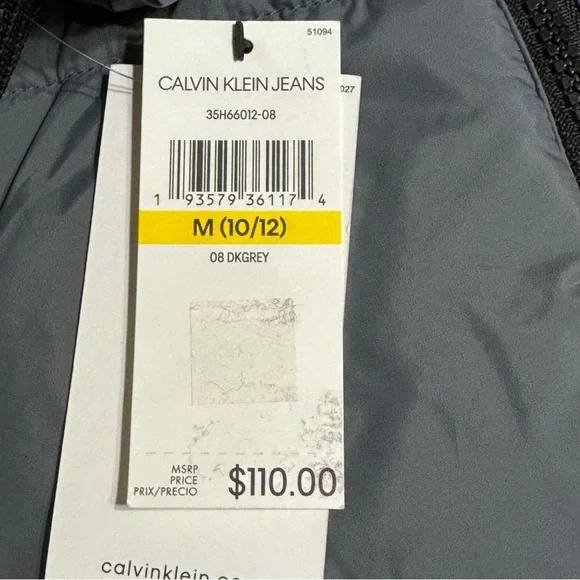 51094
CALVIN KLEIN JEANS
027
35H66012-08
1 93579 36117 4
M (10/12)
08 DKGREY
MSRP
PRICE
PRIX/PRECIO
$110.00
calvinklein